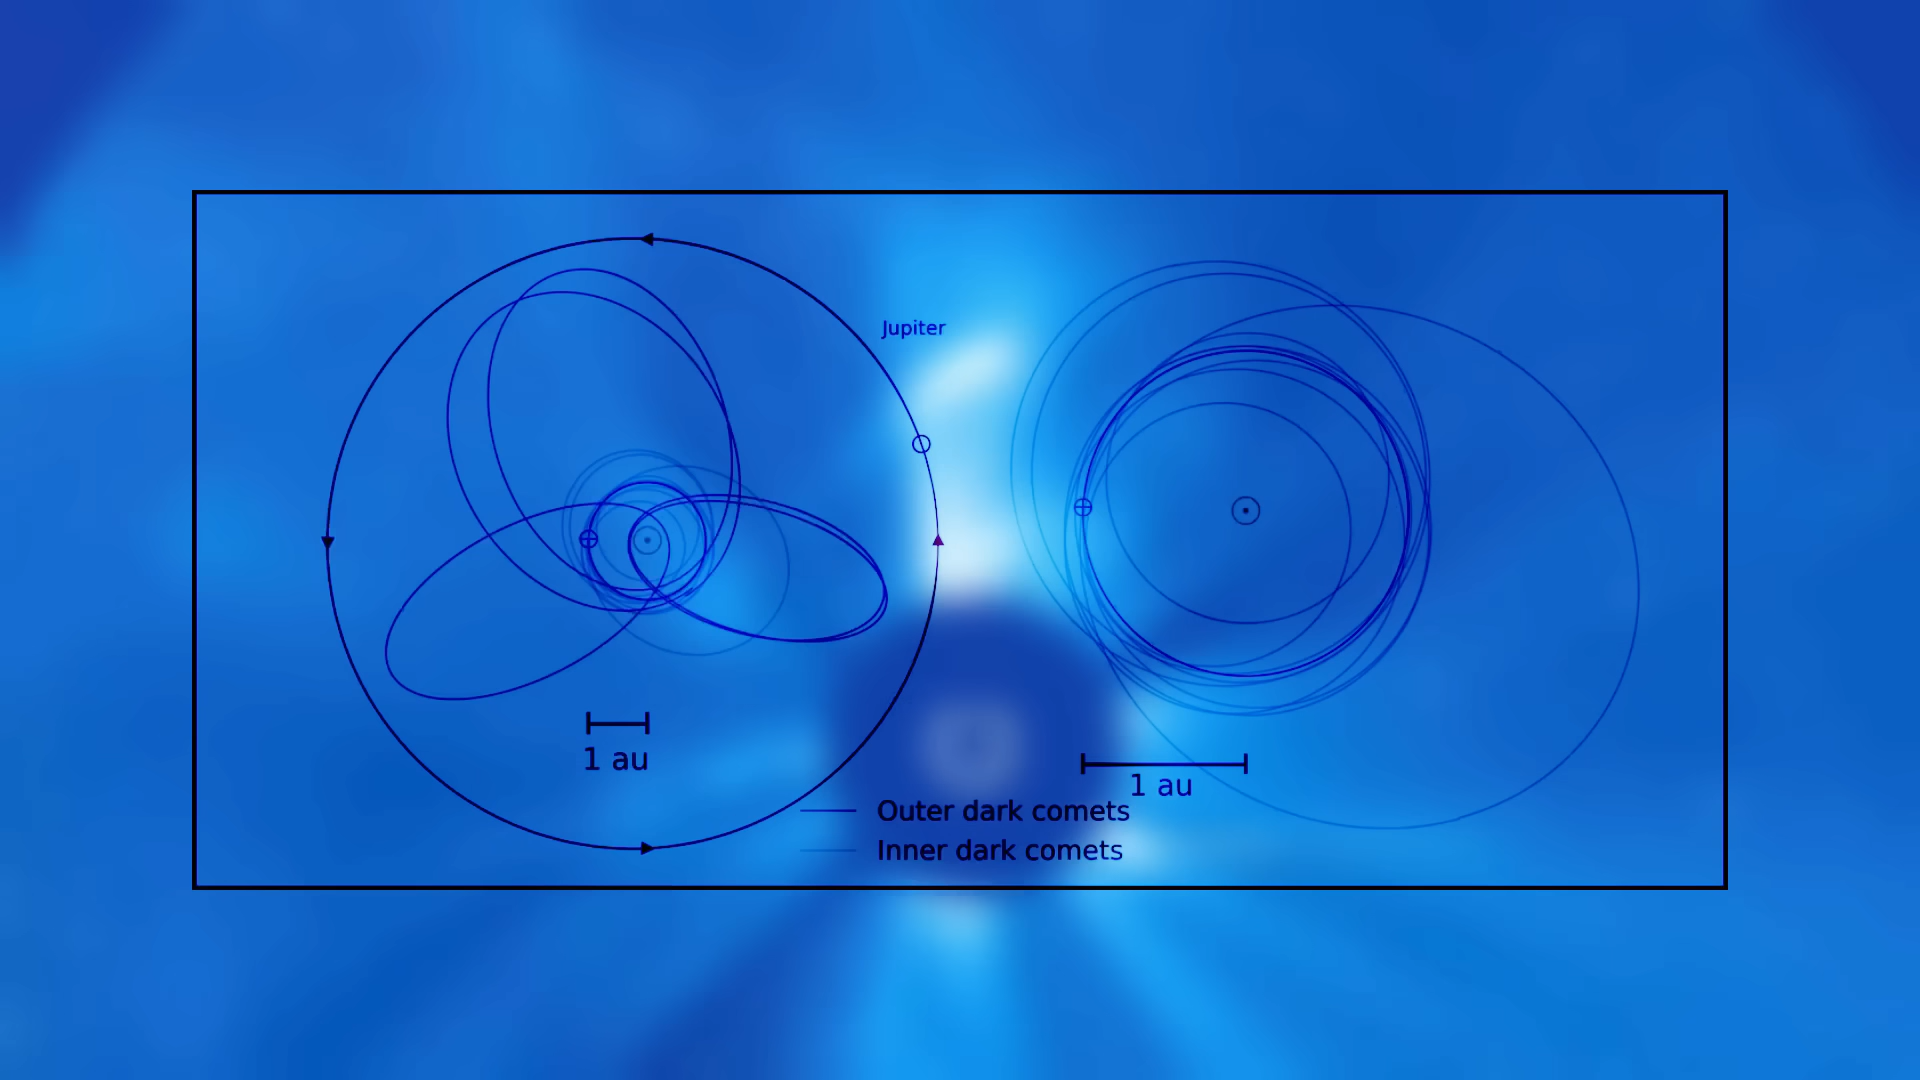 Jupiter
1 au
1 au
Outer dark comets
Inner dark comets